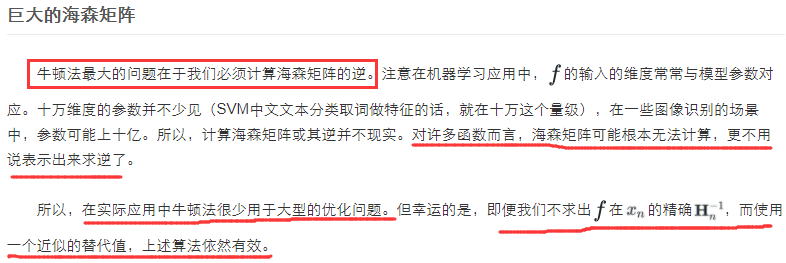 巨大的海森矩阵
牛顿法最大的问题在于我们必须计算海森矩阵的逆。注意在机器学习应用中，f 的输入的维度常常与模型参数对
应。十万维度的参数并不少见（SVM中文文本分类取词做特征的话，就在十万这个量级），在一些图像识别的场景
中，参数可能上十亿。所以，计算海森矩阵或其逆并不现实。对许多函数而言，海森矩阵可能根本无法计算，更不用
说表示出来求逆了。
所以，在实际应用中牛顿法很少用于大型的优化问题。但幸运的是，即便我们不求出 f 在 xₙ 的精确 Hₙ⁻¹，而使用
一个近似的替代值，上述算法依然有效。